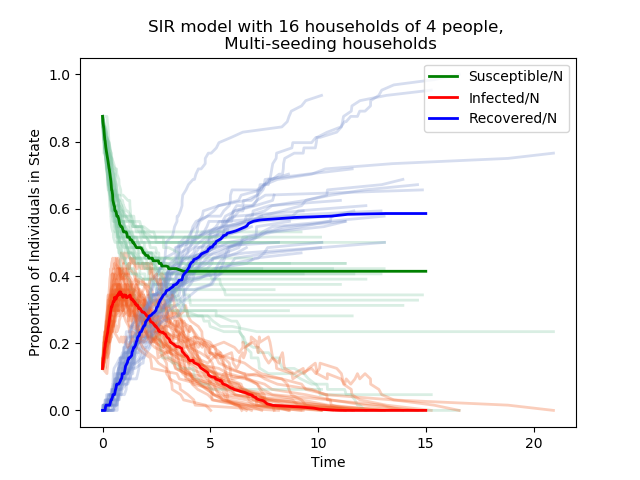 SIR model with 16 households of 4 people,
Multi-seeding households
Susceptible/N
Infected/N
Recovered/N
Proportion of Individuals in State
1.0
0.8
0.6
0.4
0.2
0.0
0 5 10 15 20
Time